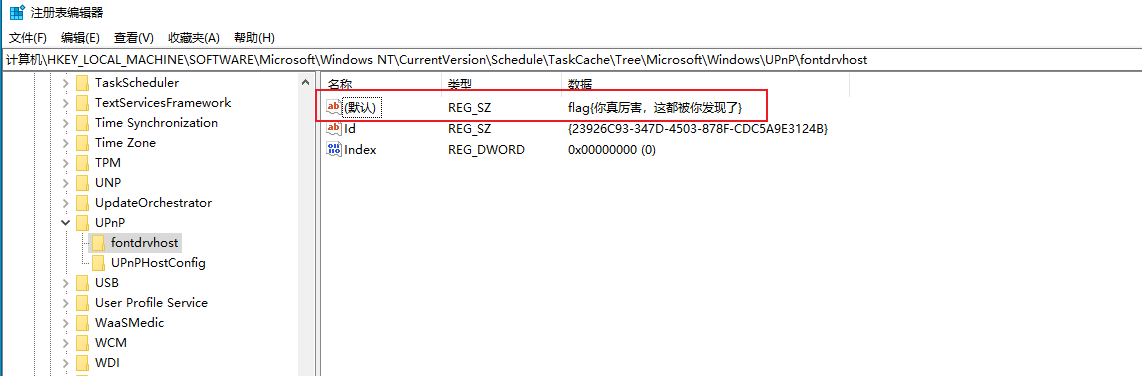 注册表编辑器
文件(F) 编辑(E) 查看(V) 收藏夹(A) 帮助(H)
计算机\HKEY_LOCAL_MACHINE\SOFTWARE\Microsoft\Windows NT\CurrentVersion\Schedule\TaskCache\Tree\Microsoft\Windows\UPnP\fontdrvhost
TaskScheduler
TextServicesFramework
Time Synchronization
Time Zone
TPM
UNP
UpdateOrchestrator
UPnP
fontdrvhost
UPnPHostConfig
USB
User Profile Service
WaaSMedic
WCM
WDI
名称 类型 数据
ab (默认) REG_SZ flag{你真厉害，这都被你发现了}
ab Id REG_SZ {23926C93-347D-4503-878F-CDC5A9E3124B}
Index REG_DWORD 0x00000000 (0)